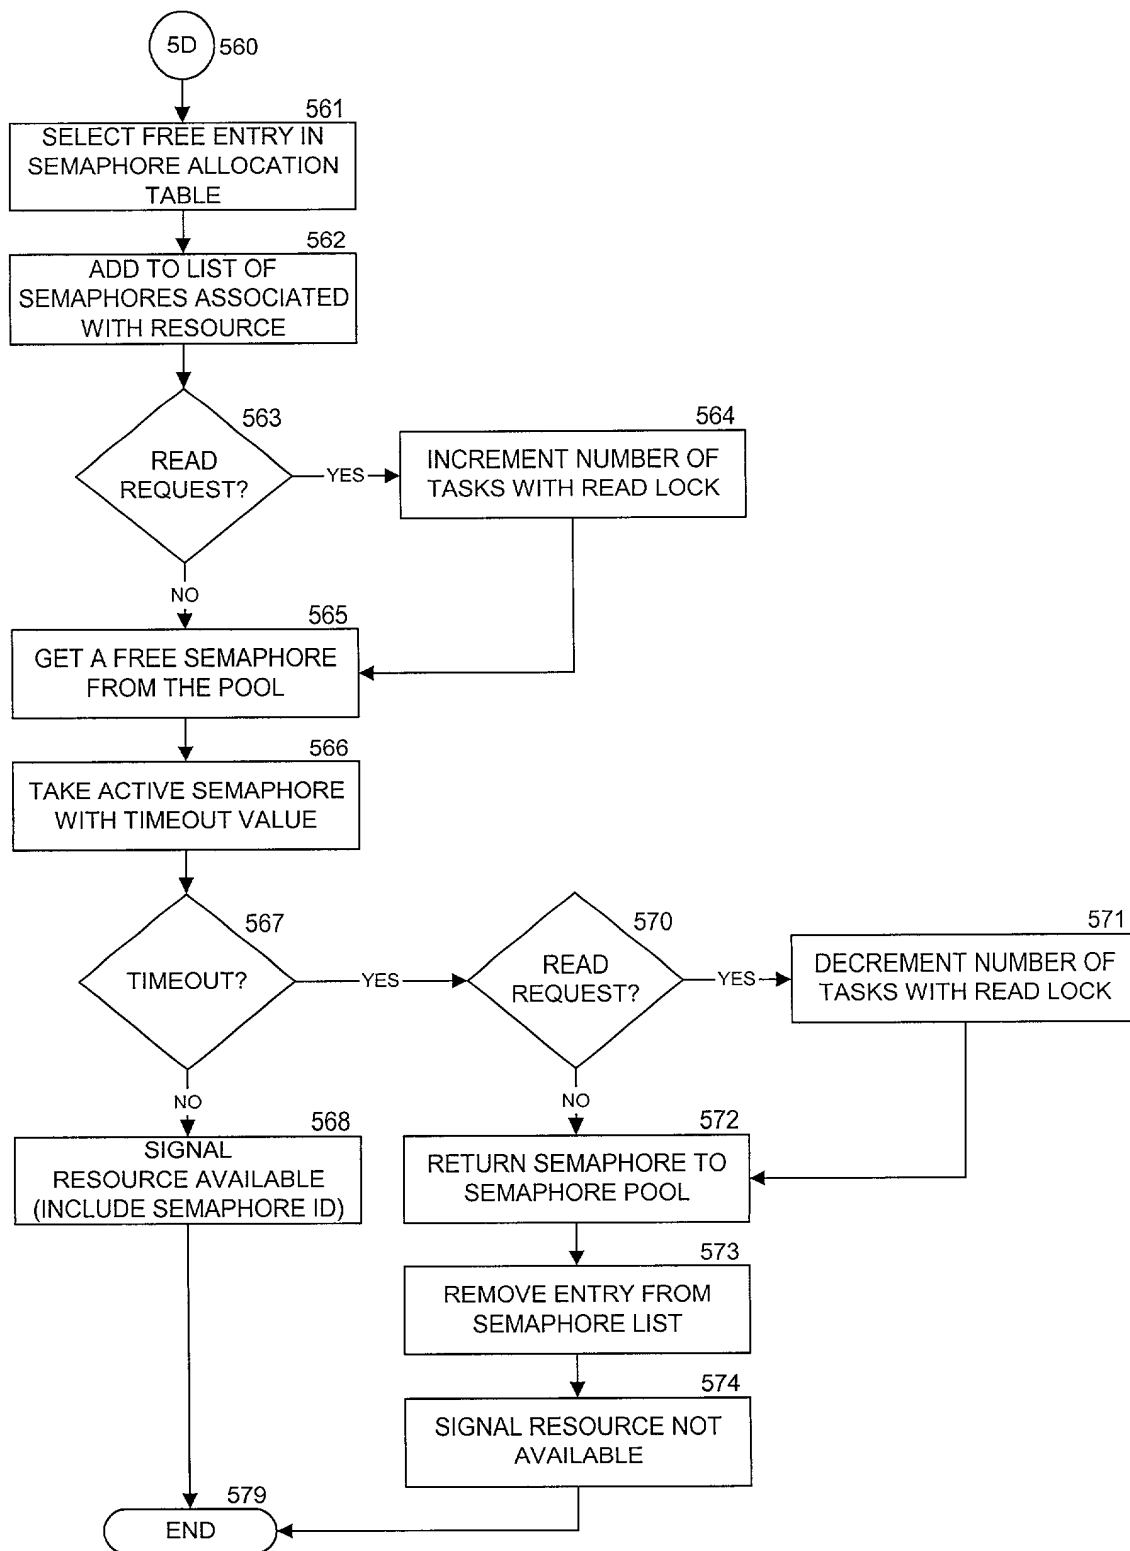 5D
560
561
SELECT FREE ENTRY IN
SEMAPHORE ALLOCATION
TABLE
562
ADD TO LIST OF
SEMAPHORES ASSOCIATED
WITH RESOURCE
563
READ
REQUEST?
YES
564
INCREMENT NUMBER OF
TASKS WITH READ LOCK
NO
565
GET A FREE SEMAPHORE
FROM THE POOL
566
TAKE ACTIVE SEMAPHORE
WITH TIMEOUT VALUE
567
TIMEOUT?
YES
570
READ
REQUEST?
YES
571
DECREMENT NUMBER OF
TASKS WITH READ LOCK
NO
568
SIGNAL
RESOURCE AVAILABLE
(INCLUDE SEMAPHORE ID)
NO
572
RETURN SEMAPHORE TO
SEMAPHORE POOL
573
REMOVE ENTRY FROM
SEMAPHORE LIST
574
SIGNAL RESOURCE NOT
AVAILABLE
579
END